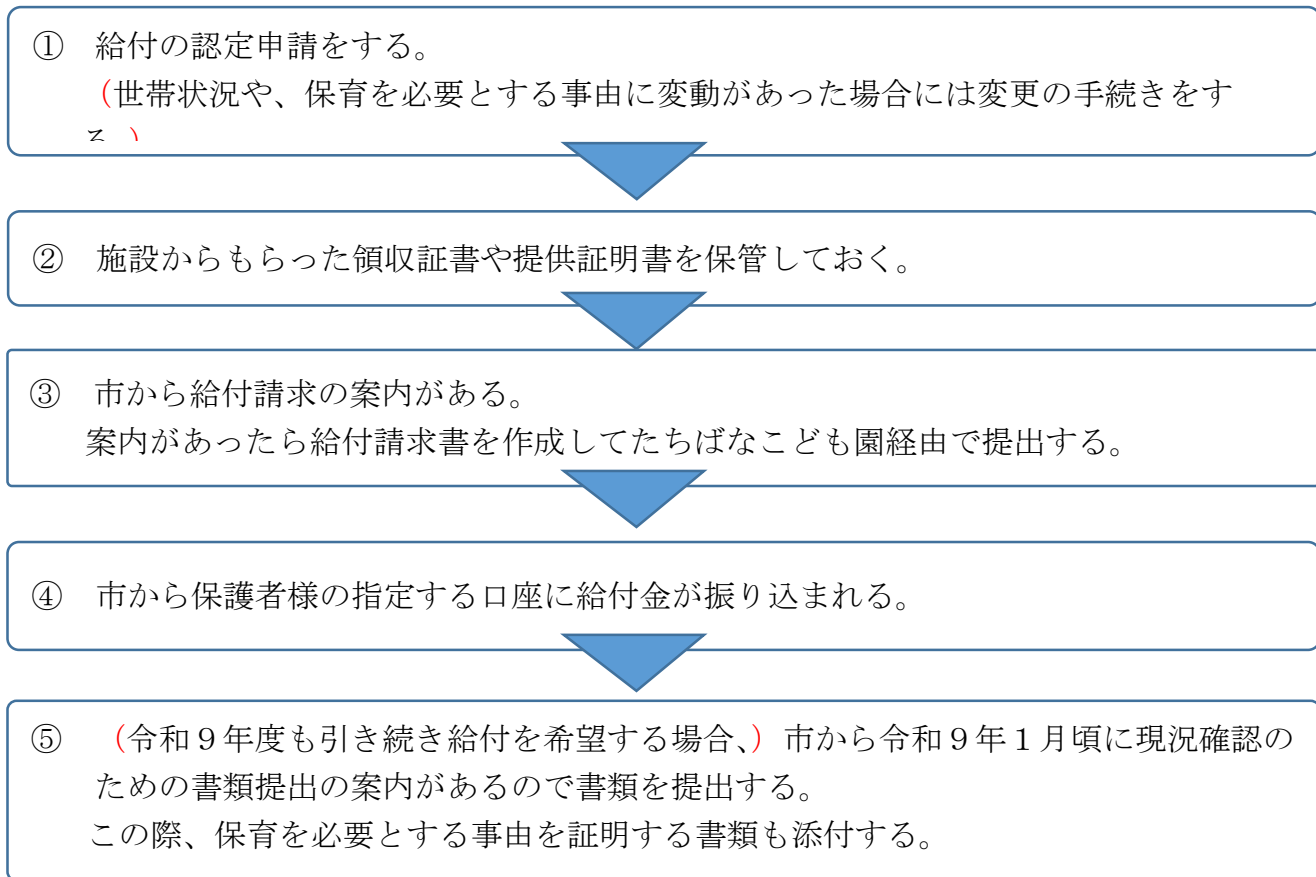 ① 給付の認定申請をする。
（世帯状況や、保育を必要とする事由に変動があった場合には変更の手続きをす
る。）
② 施設からもらった領収証書や提供証明書を保管しておく。
③ 市から給付請求の案内がある。
案内があったら給付請求書を作成してたちばなこども園経由で提出する。
④ 市から保護者様の指定する口座に給付金が振り込まれる。
⑤ （令和９年度も引き続き給付を希望する場合、）市から令和９年１月頃に現況確認の
ための書類提出の案内があるので書類を提出する。
この際、保育を必要とする事由を証明する書類も添付する。